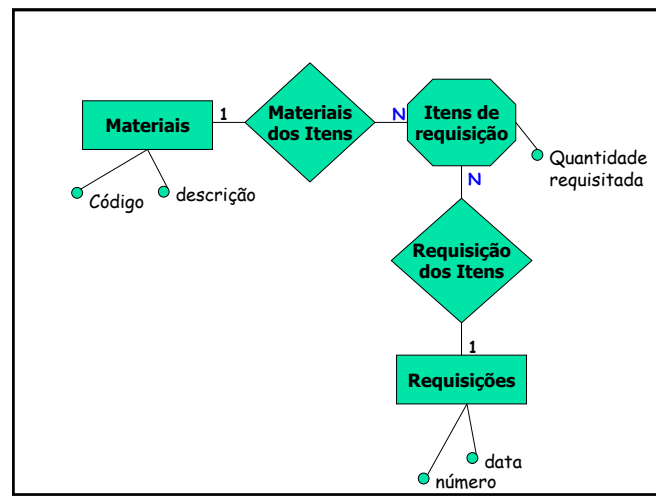 Materiais
1
Materiais
dos Itens
N
Itens de
requisição
Quantidade
requisitada
Código
descrição
N
Requisição
dos Itens
1
Requisições
data
número